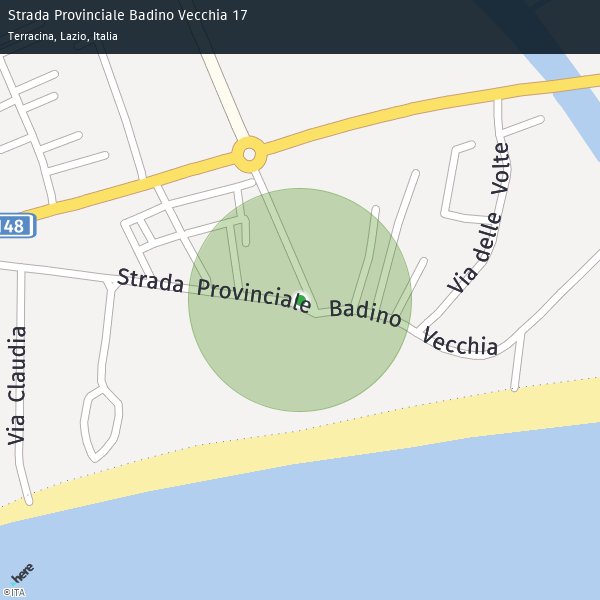 Strada Provinciale Badino Vecchia 17
Terracina, Lazio, Italia
Via delle Volte
148
Strada Provinciale Badino Vecchia
Via Claudia
here
©ITA